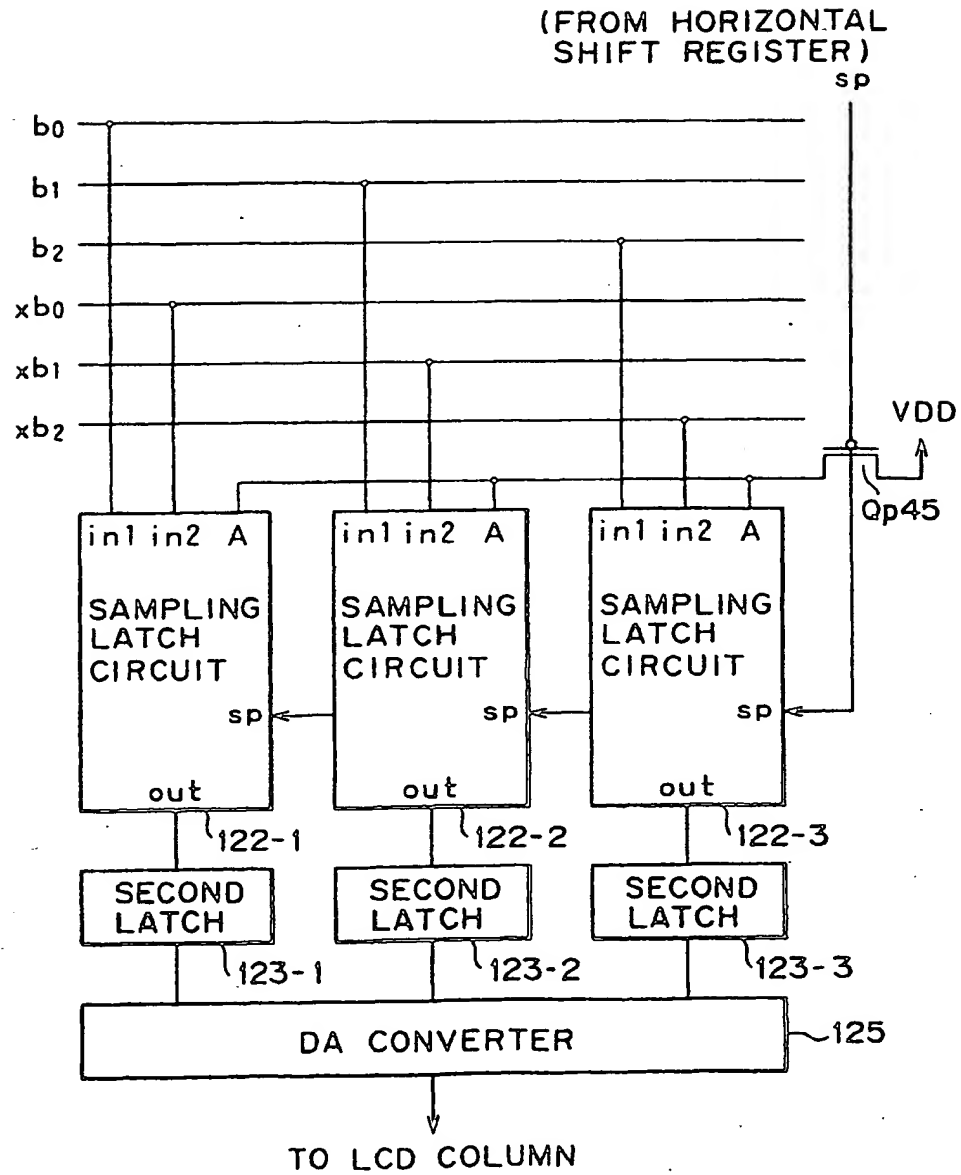 (FROM HORIZONTAL
SHIFT REGISTER)
sp
b0
b1
b2
xb0
xb1
xb2
VDD
Qp45
in1 in2 A
in1 in2 A
in1 in2 A
SAMPLING
LATCH
CIRCUIT
SAMPLING
LATCH
CIRCUIT
SAMPLING
LATCH
CIRCUIT
sp
sp
sp
out
out
out
122-1
122-2
122-3
SECOND
LATCH
SECOND
LATCH
SECOND
LATCH
123-1
123-2
123-3
DA CONVERTER
125
TO LCD COLUMN